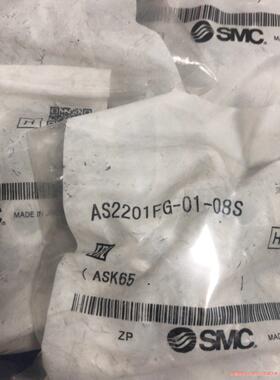 SMC
MADE IN
AS2201FG-01-08S
( ASK65
ZP
SMC